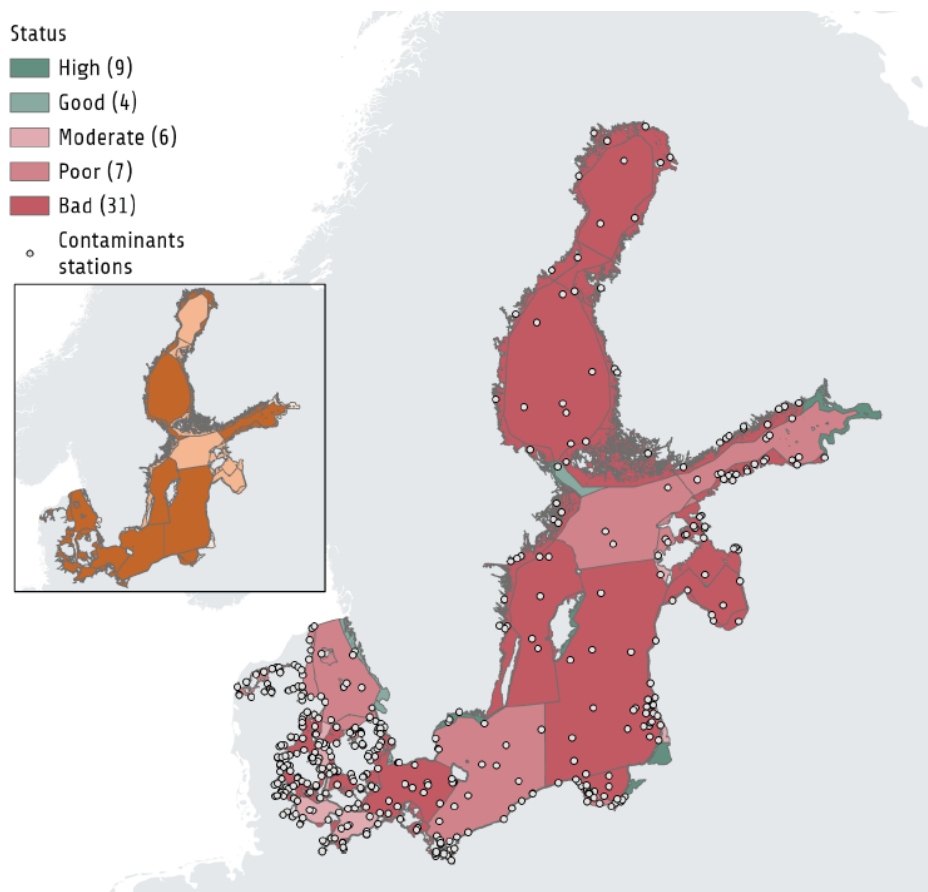 Status
High (9)
Good (4)
Moderate (6)
Poor (7)
Bad (31)
Contaminants
stations